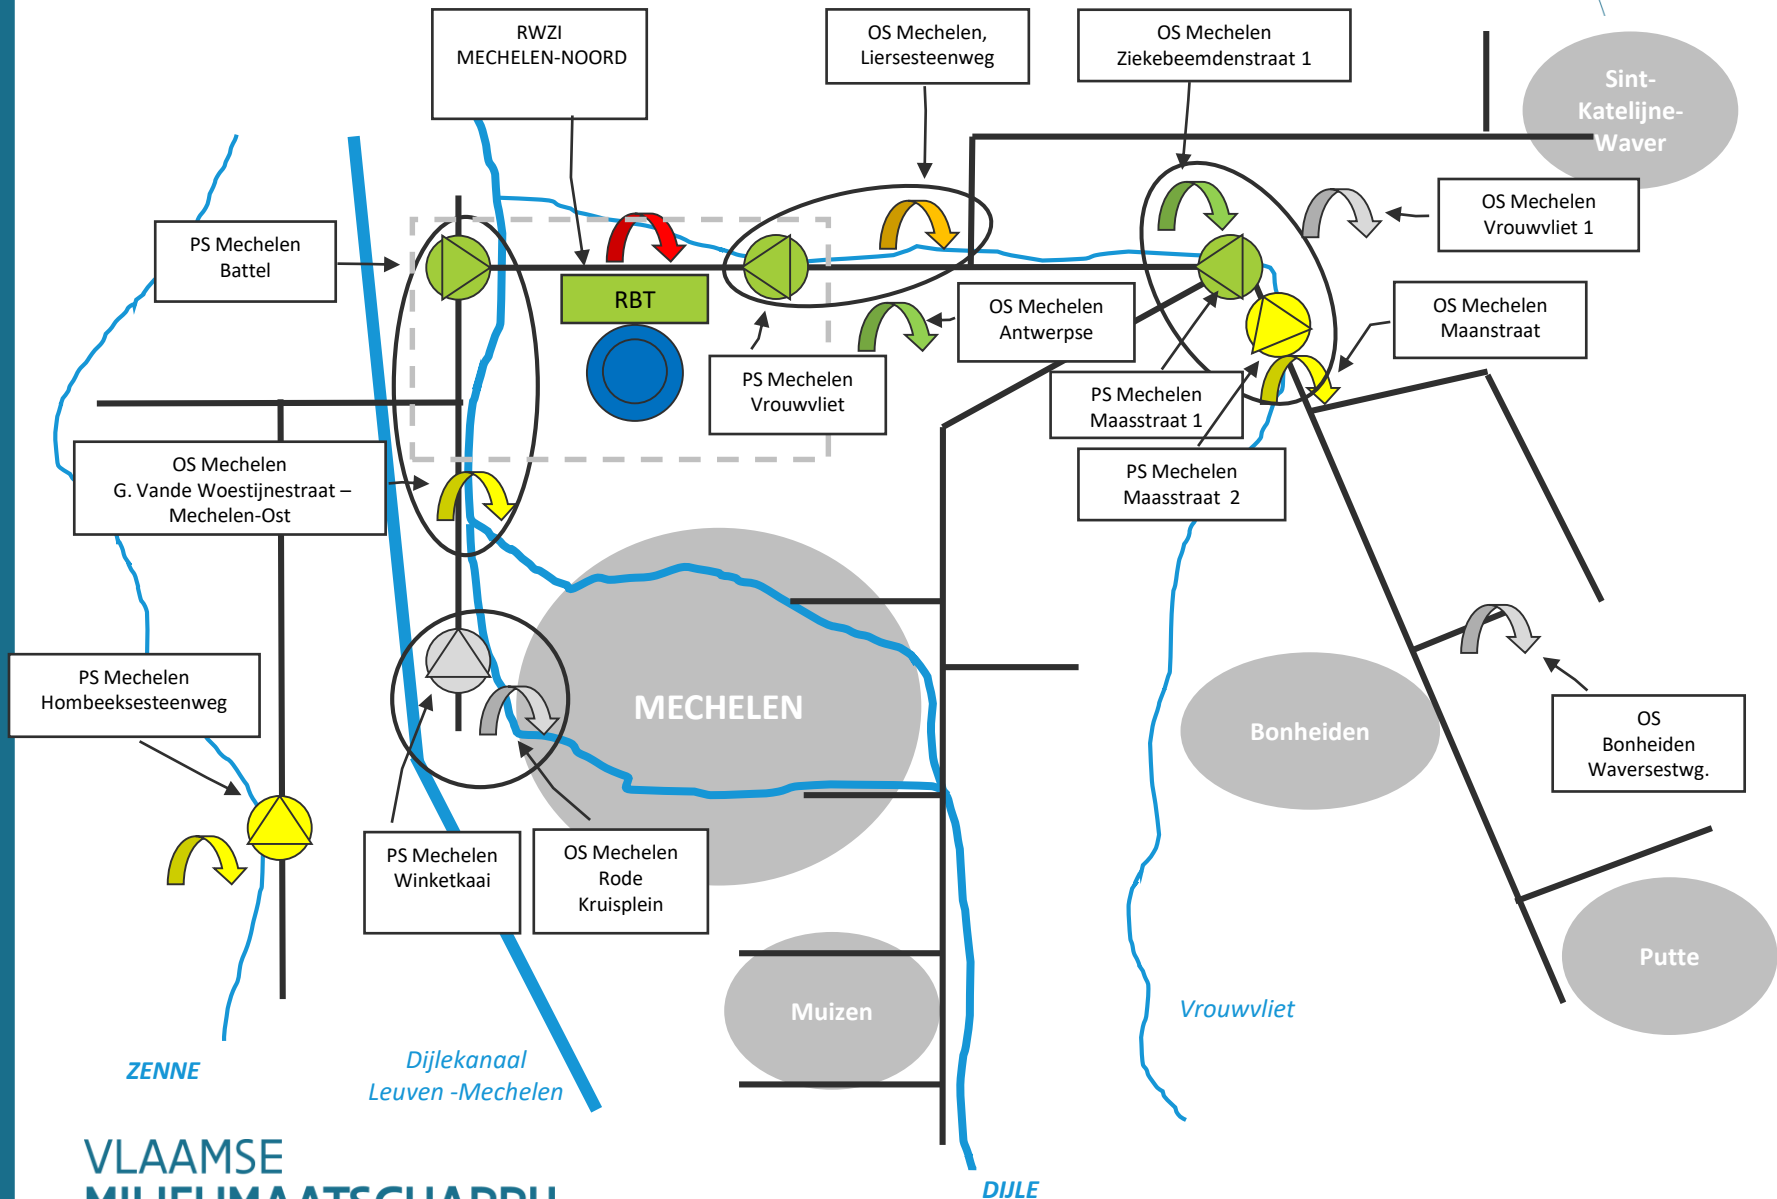 RWZI
MECHELEN-NOORD
OS Mechelen,
Liersesteenweg
OS Mechelen
Ziekebeemdenstraat 1
Sint-
Katelijne-
Waver
OS Mechelen
Vrouwvliet 1
PS Mechelen
Battel
RBT
OS Mechelen
Antwerpse
OS Mechelen
Maanstraat
PS Mechelen
Vrouwvliet
PS Mechelen
Maasstraat 1
PS Mechelen
Maasstraat 2
OS Mechelen
G. Vande Woestijnestraat –
Mechelen-Ost
PS Mechelen
Hombeeksesteenweg
MECHELEN
Bonheiden
OS
Bonheiden
Waversestwg.
PS Mechelen
Winketkaai
OS Mechelen
Rode
Kruisplein
Putte
Muizen
Vrouwvliet
ZENNE
Dijlekanaal
Leuven -Mechelen
DIJLE
VLAAMSE
MILIEUMAATSCHAPPIJ